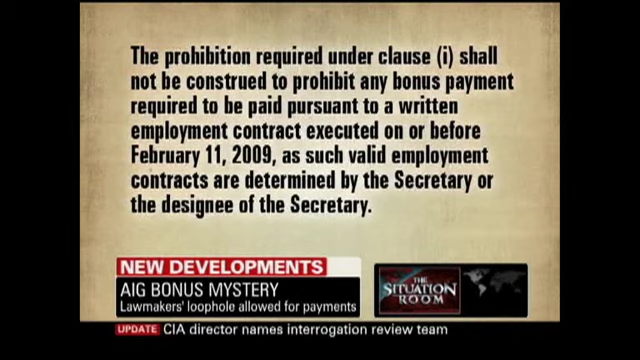 The prohibition required under clause (i) shall
not be construed to prohibit any bonus payment
required to be paid pursuant to a written
employment contract executed on or before
February 11, 2009, as such valid employment
contracts are determined by the Secretary or
the designee of the Secretary.
NEW DEVELOPMENTS
AIG BONUS MYSTERY
Lawmakers' loophole allowed for payments
THE
SITUATION
ROOM
UPDATE CIA director names interrogation review team